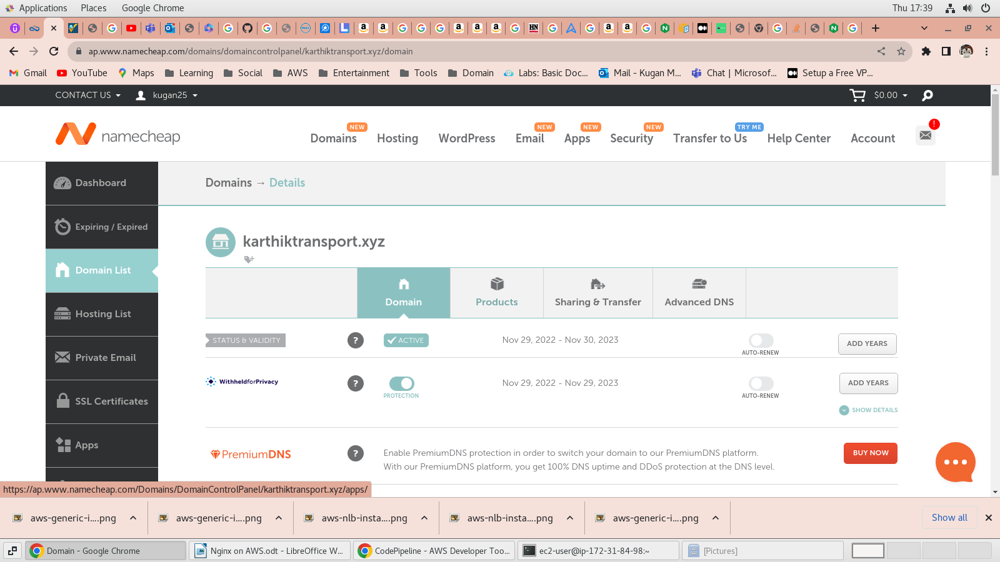 Applications Places Google Chrome Thu 17:39
ap.www.namecheap.com/domains/domaincontrolpanel/karthiktransport.xyz/domain
Gmail YouTube Maps Learning Social AWS Entertainment Tools Domain Labs: Basic Doc... Mail - Kugan M... Chat | Microsof... Setup a Free VP...
CONTACT US kugan25 $0.00
NEW NEW NEW NEW TRY ME !
namecheap Domains Hosting WordPress Email Apps Security Transfer to Us Help Center Account
Dashboard
Expiring / Expired
Domain List
Hosting List
Private Email
SSL Certificates
Apps
Domains → Details
karthiktransport.xyz
Domain Products Sharing & Transfer Advanced DNS
STATUS & VALIDITY ? ACTIVE Nov 29, 2022 - Nov 30, 2023 AUTO-RENEW ADD YEARS
WithheldforPrivacy ? PROTECTION Nov 29, 2022 - Nov 29, 2023 AUTO-RENEW ADD YEARS
SHOW DETAILS
PremiumDNS ? Enable PremiumDNS protection in order to switch your domain to our PremiumDNS platform. BUY NOW
With our PremiumDNS platform, you get 100% DNS uptime and DDoS protection at the DNS level.
https://ap.www.namecheap.com/Domains/DomainControlPanel/karthiktransport.xyz/apps/
aws-generic-i....png aws-generic-i....png aws-nlb-insta....png aws-nlb-insta....png aws-generic-i....png Show all
Domain - Google Chrome Nginx on AWS.odt - LibreOffice W... CodePipeline - AWS Developer Too... ec2-user@ip-172-31-84-98:~ [Pictures]